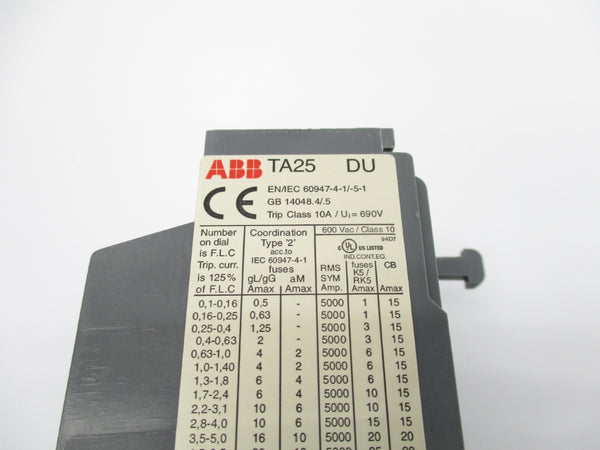 ABB TA25 DU
CE EN/IEC 60947-4-1/-5-1
GB 14048.4/.5
Trip Class 10A / Ui = 690V
Number on dial is F.L.C Trip. curr. is 125% of F.L.C
Coordination Type '2' acc.to IEC 60947-4-1 fuses
gL/gG Amax
aM Amax
600 Vac / Class 10
UL US LISTED 94D7
IND.CONT.EQ.
RMS SYM Amp.
fuses K5 / RK5 Amax
CB Amax
0,1-0,16 0,5 - 5000 1 15
0,16-0,25 0,63 - 5000 1 15
0,25-0,4 1,25 - 5000 3 15
0,4-0,63 2 - 5000 3 15
0,63-1,0 4 2 5000 6 15
1,0-1,40 4 2 5000 6 15
1,3-1,8 6 4 5000 6 15
1,7-2,4 6 4 5000 10 15
2,2-3,1 10 6 5000 10 15
2,8-4,0 10 6 5000 15 15
3,5-5,0 16 10 5000 20 20